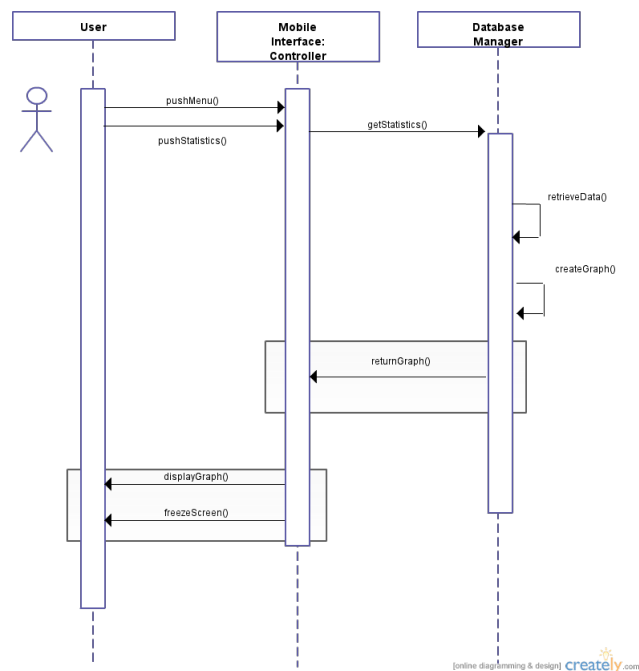 User
Mobile
Interface:
Controller
Database
Manager
pushMenu()
pushStatistics()
getStatistics()
retrieveData()
createGraph()
returnGraph()
displayGraph()
freezeScreen()
[online diagramming & design] creately.com